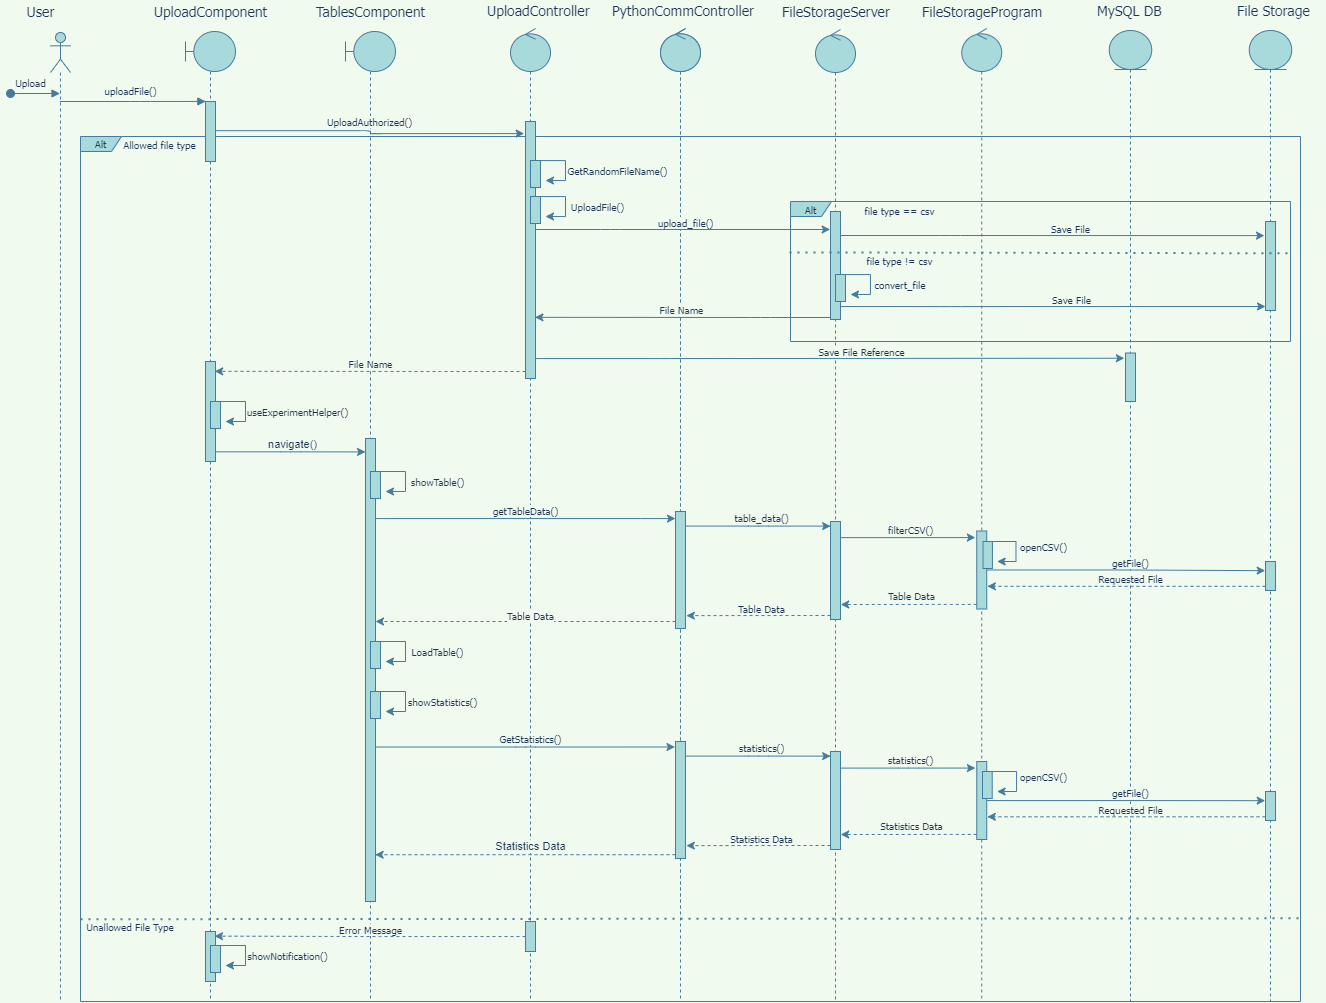 User
UploadComponent
TablesComponent
UploadController
PythonCommController
FileStorageServer
FileStorageProgram
MySQL DB
File Storage
Upload
uploadFile()
UploadAuthorized()
Alt
Allowed file type
GetRandomFileName()
UploadFile()
Alt
file type == csv
upload_file()
Save File
file type != csv
convert_file
Save File
File Name
Save File Reference
File Name
useExperimentHelper()
navigate()
showTable()
getTableData()
table_data()
filterCSV()
openCSV()
getFile()
Requested File
Table Data
Table Data
Table Data
LoadTable()
showStatistics()
GetStatistics()
statistics()
statistics()
openCSV()
getFile()
Requested File
Statistics Data
Statistics Data
Statistics Data
Unallowed File Type
Error Message
showNotification()